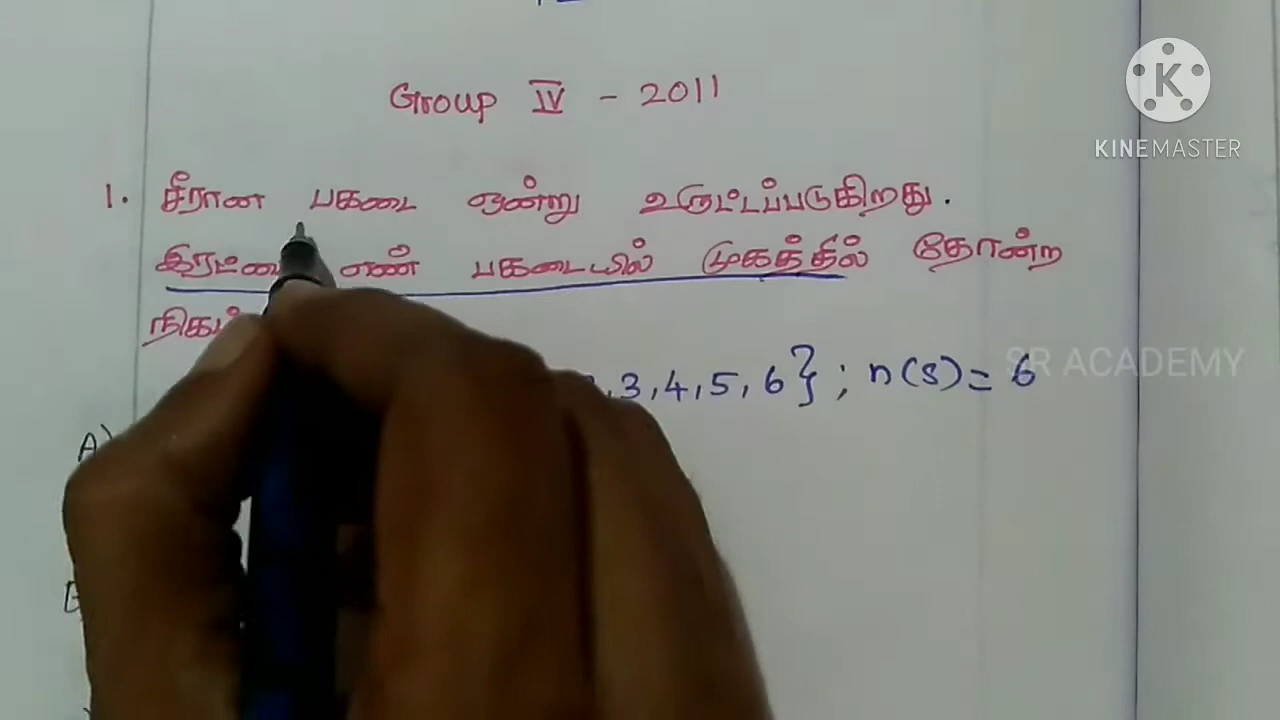 Group IV - 2011
KINEMASTER
1. சீரான பகடை ஒன்று உருட்டப்படுகிறது.
எண் பகடையில் முகத்தில் தோன்ற
SR ACADEMY
,3,4,5,6} ; n(s) = 6
A)